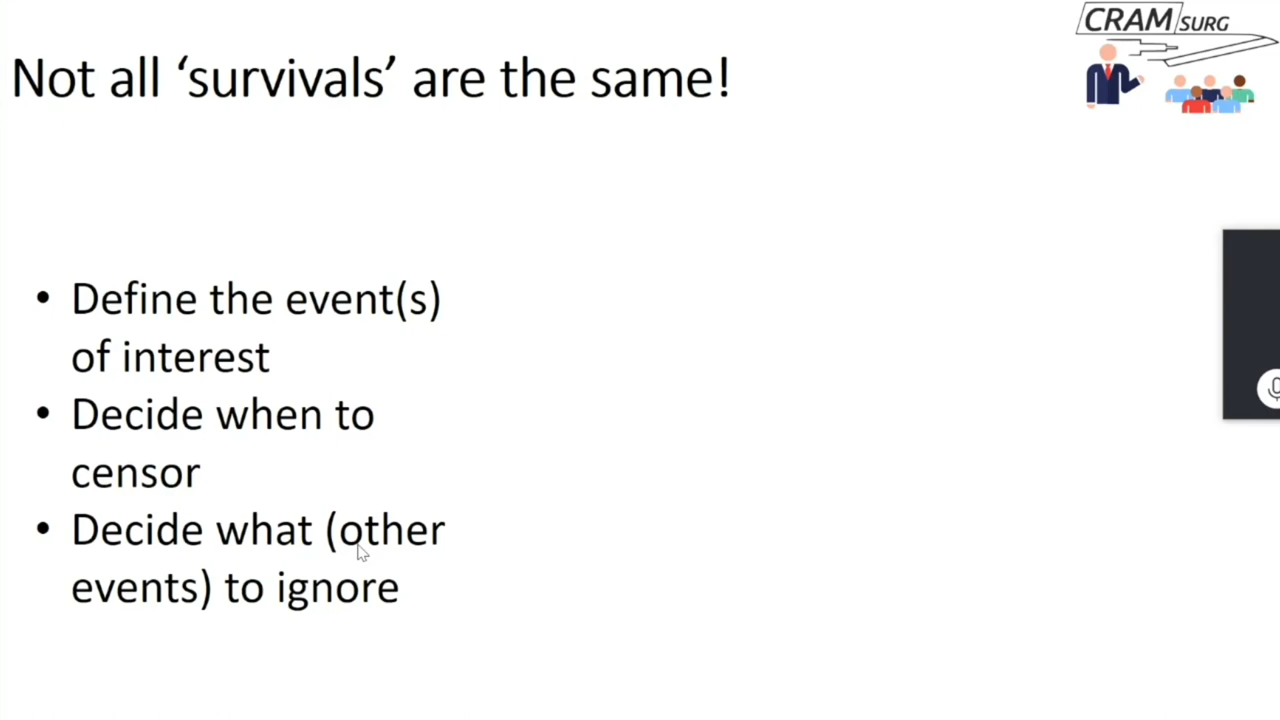 CRAM SURG
Not all ‘survivals’ are the same!
• Define the event(s)
of interest
• Decide when to
censor
• Decide what (other
events) to ignore